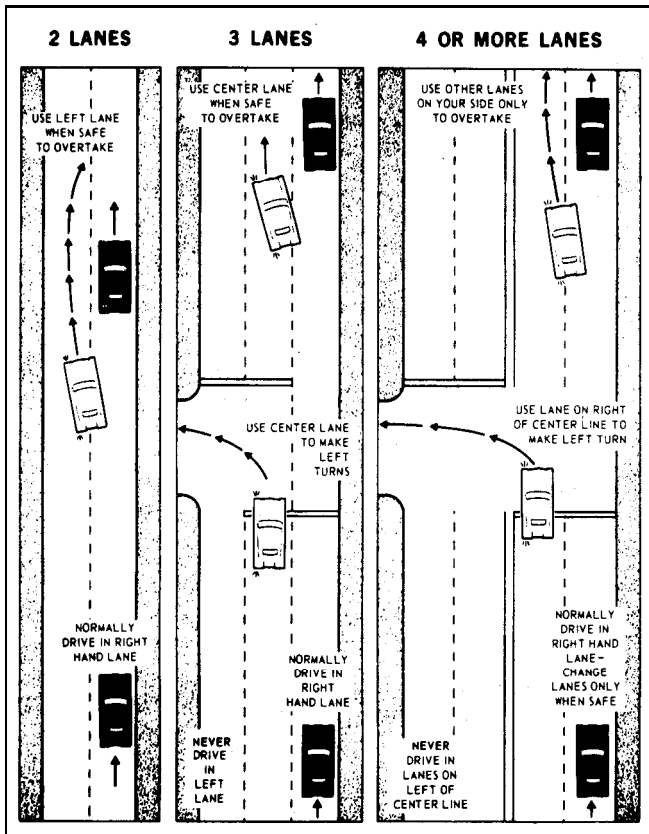 2 LANES
USE LEFT LANE
WHEN SAFE
TO OVERTAKE
NORMALLY
DRIVE IN RIGHT
HAND LANE
3 LANES
USE CENTER LANE
WHEN SAFE
TO OVERTAKE
USE CENTER LANE
TO MAKE
LEFT
TURNS
NORMALLY
DRIVE IN
RIGHT
HAND LANE
NEVER
DRIVE
IN
LEFT
LANE
4 OR MORE LANES
USE OTHER LANES
ON YOUR SIDE ONLY
TO OVERTAKE
USE LANE ON RIGHT
OF CENTER LINE TO
MAKE LEFT TURN
NORMALLY
DRIVE IN
RIGHT HAND
LANE-
CHANGE
LANES ONLY
WHEN SAFE
NEVER
DRIVE IN
LANES ON
LEFT OF
CENTER LINE